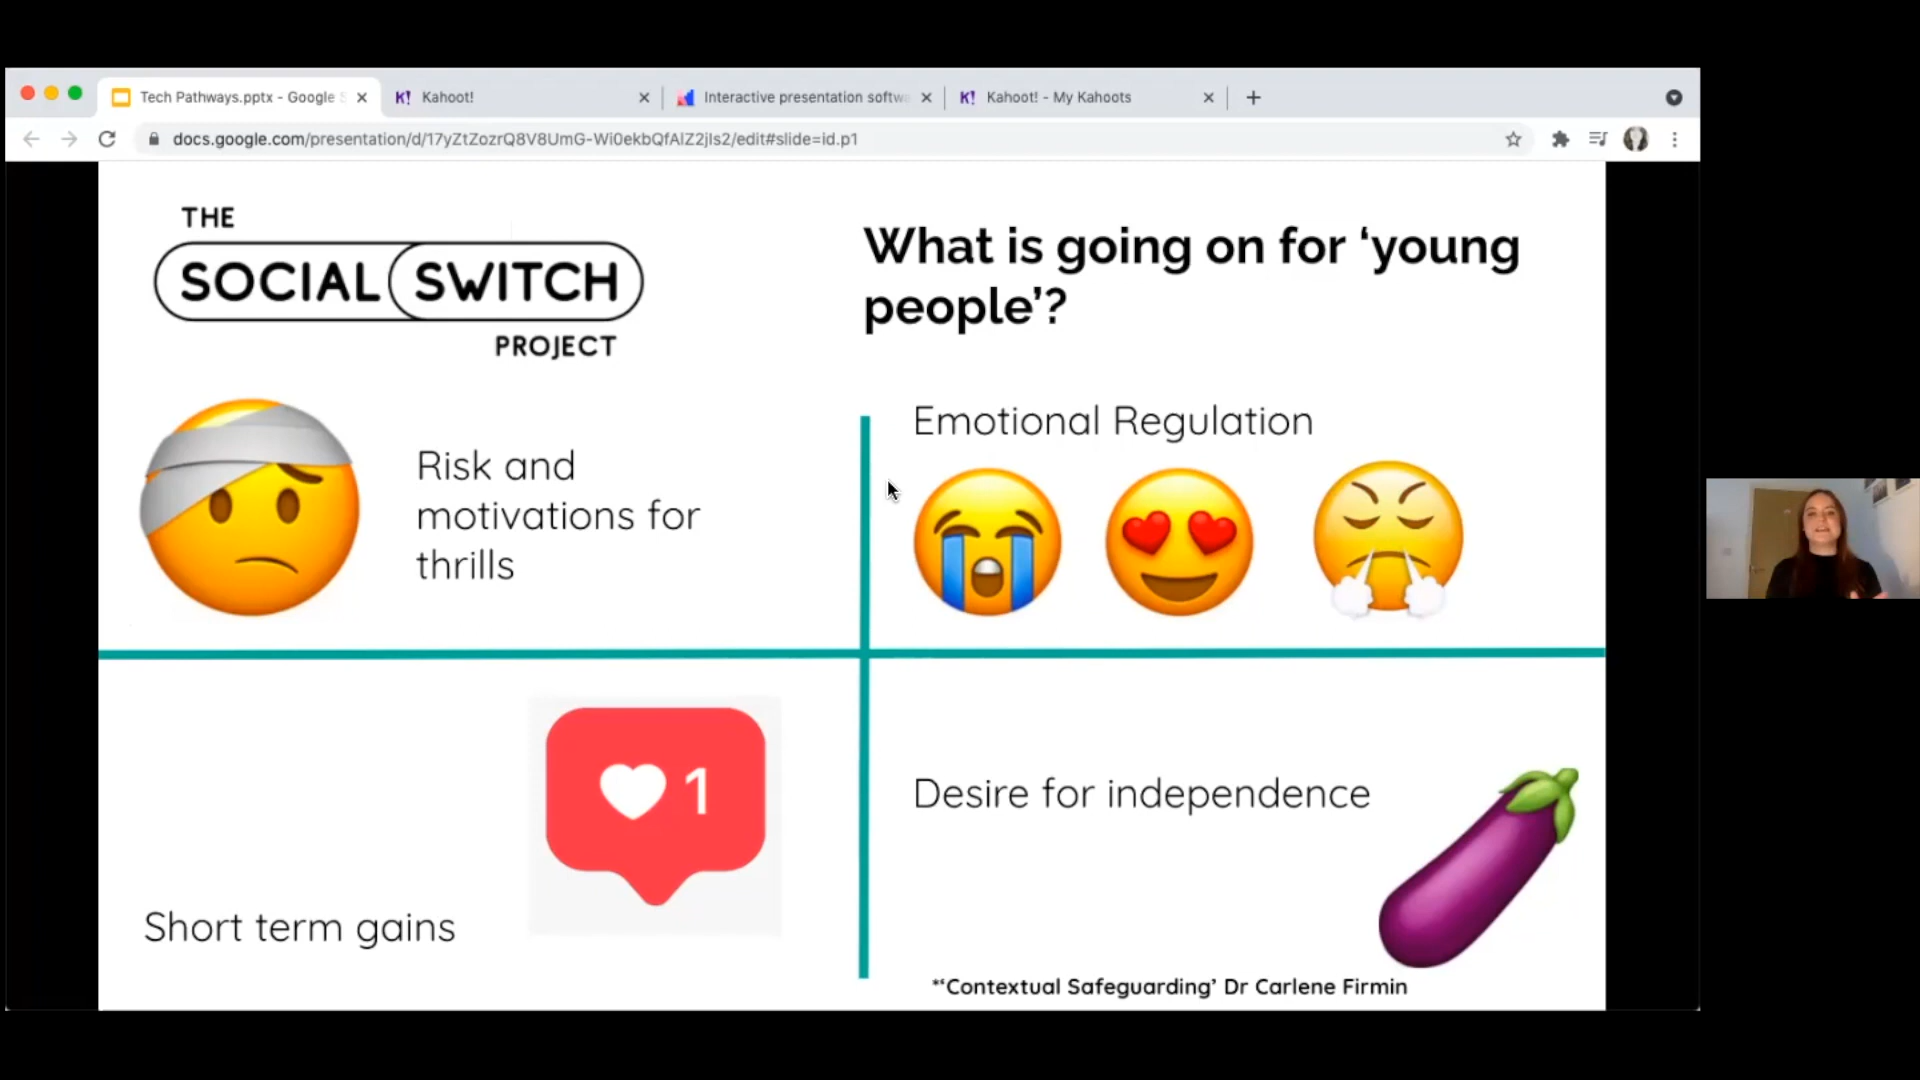 Tech Pathways.pptx - Google S
Kahoot!
Interactive presentation softwa
Kahoot! - My Kahoots
docs.google.com/presentation/d/17yZtZozrQ8V8UmG-Wi0ekbQfAlZ2jIs2/edit#slide=id.p1
THE
SOCIAL SWITCH
PROJECT
What is going on for ‘young
people’?
Risk and
motivations for
thrills
Emotional Regulation
1
Short term gains
Desire for independence
*‘Contextual Safeguarding’ Dr Carlene Firmin